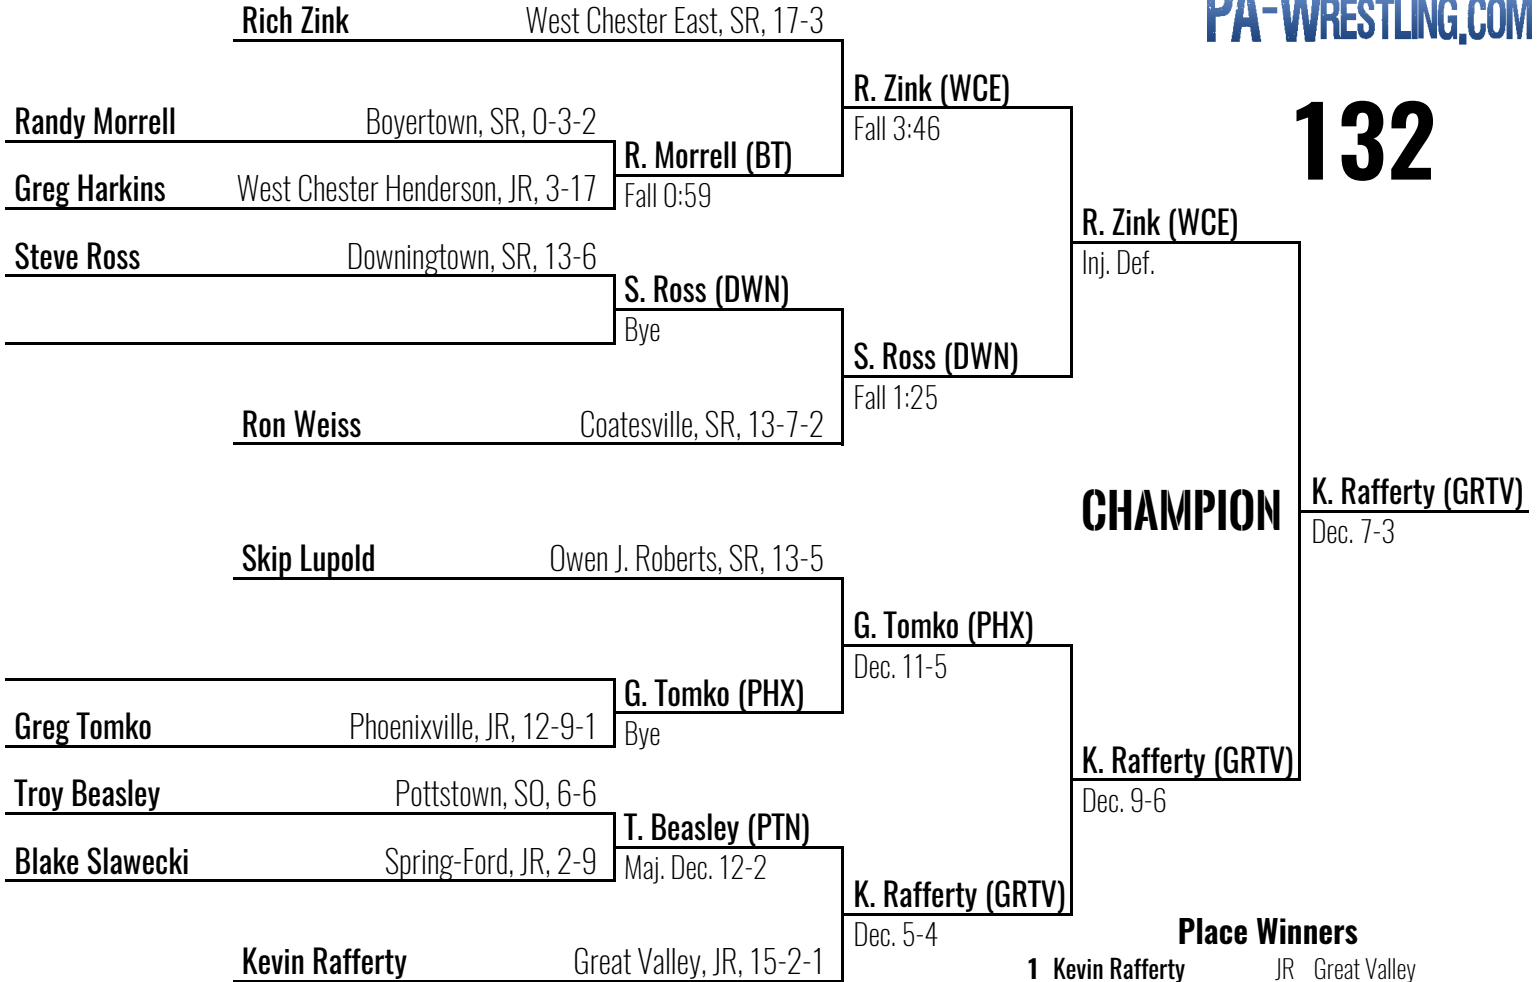 PA-WRESTLING.COM
132
Rich Zink West Chester East, SR, 17-3
R. Zink (WCE)
Fall 3:46
Randy Morrell Boyertown, SR, 0-3-2
R. Morrell (BT)
Fall 0:59
Greg Harkins West Chester Henderson, JR, 3-17
R. Zink (WCE)
Inj. Def.
Steve Ross Downingtown, SR, 13-6
S. Ross (DWN)
Bye
S. Ross (DWN)
Fall 1:25
Ron Weiss Coatesville, SR, 13-7-2
CHAMPION
K. Rafferty (GRTV)
Dec. 7-3
Skip Lupold Owen J. Roberts, SR, 13-5
G. Tomko (PHX)
Dec. 11-5
G. Tomko (PHX)
Bye
Greg Tomko Phoenixville, JR, 12-9-1
K. Rafferty (GRTV)
Dec. 9-6
Troy Beasley Pottstown, SO, 6-6
T. Beasley (PTN)
Maj. Dec. 12-2
Blake Slawecki Spring-Ford, JR, 2-9
K. Rafferty (GRTV)
Dec. 5-4
Kevin Rafferty Great Valley, JR, 15-2-1
Place Winners
1 Kevin Rafferty JR Great Valley